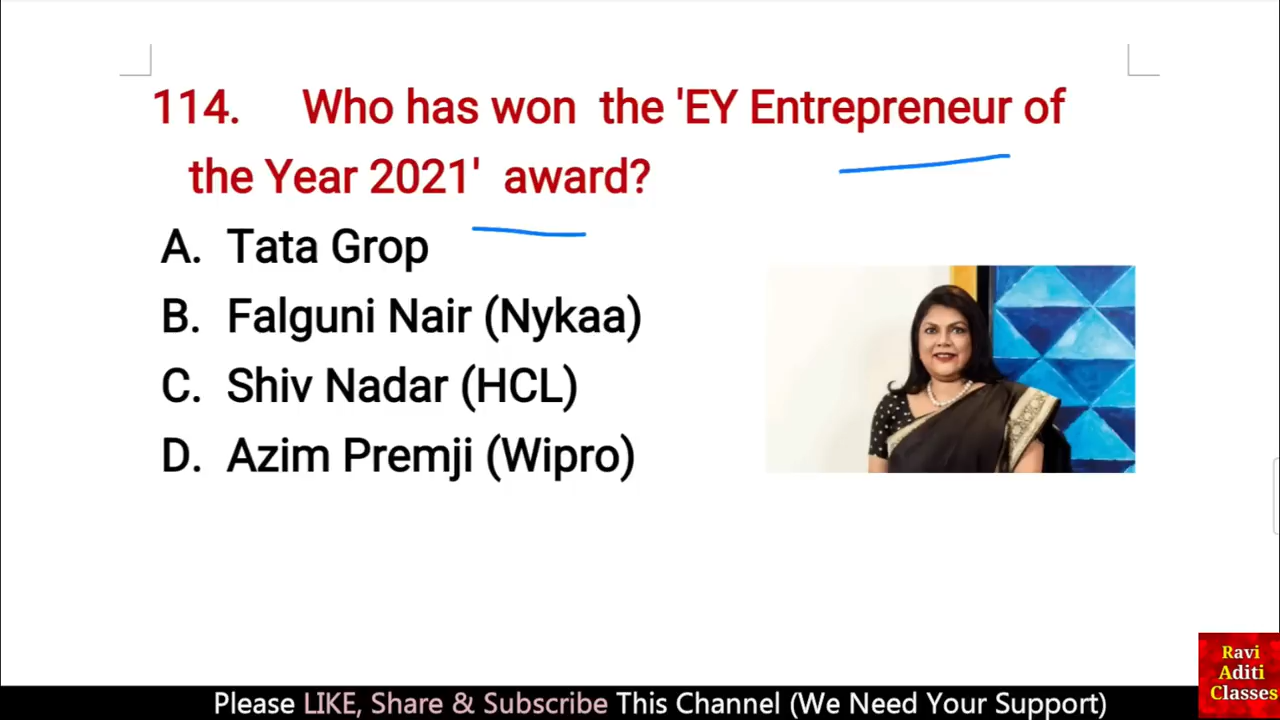 114. Who has won the 'EY Entrepreneur of
the Year 2021' award?
A. Tata Grop
B. Falguni Nair (Nykaa)
C. Shiv Nadar (HCL)
D. Azim Premji (Wipro)
Ravi
Aditi
Classes
Please LIKE, Share & Subscribe This Channel (We Need Your Support)